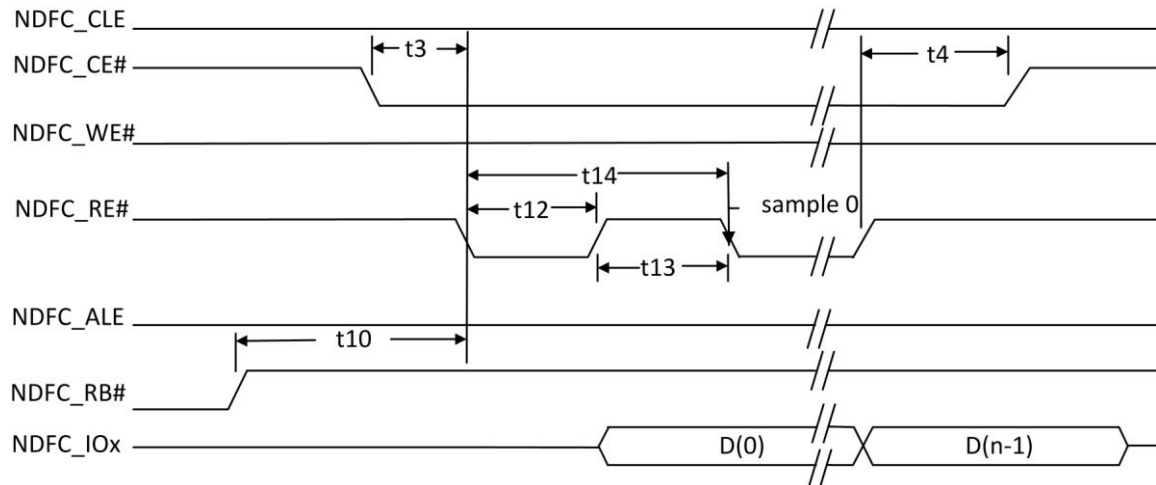 NDFC_CLE
t3
t4
NDFC_CE#
NDFC_WE#
t14
NDFC_RE#
t12
sample 0
t13
NDFC_ALE
t10
NDFC_RB#
NDFC_IOx
D(0)
D(n-1)